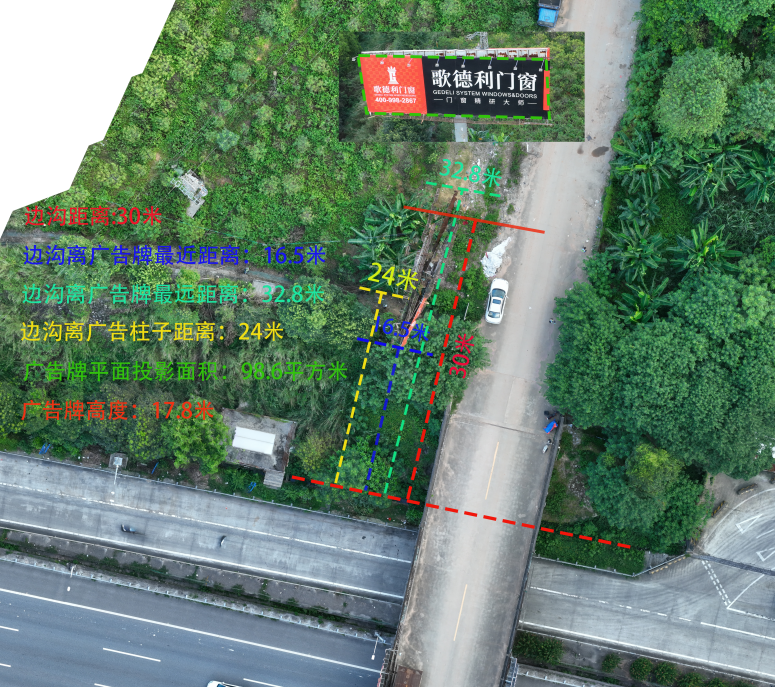 歌德利门窗
GEDELI SYSTEM WINDOWS&DOORS
门窗精研大师
歌德利门窗
400-998-2867
32.8米
边沟距离:30米
边沟离广告牌最近距离：16.5米
24米
边沟离广告牌最远距离：32.8米
边沟离广告柱子距离：24米
16.5米
30米
广告牌平面投影面积：98.6平方米
广告牌高度：17.8米